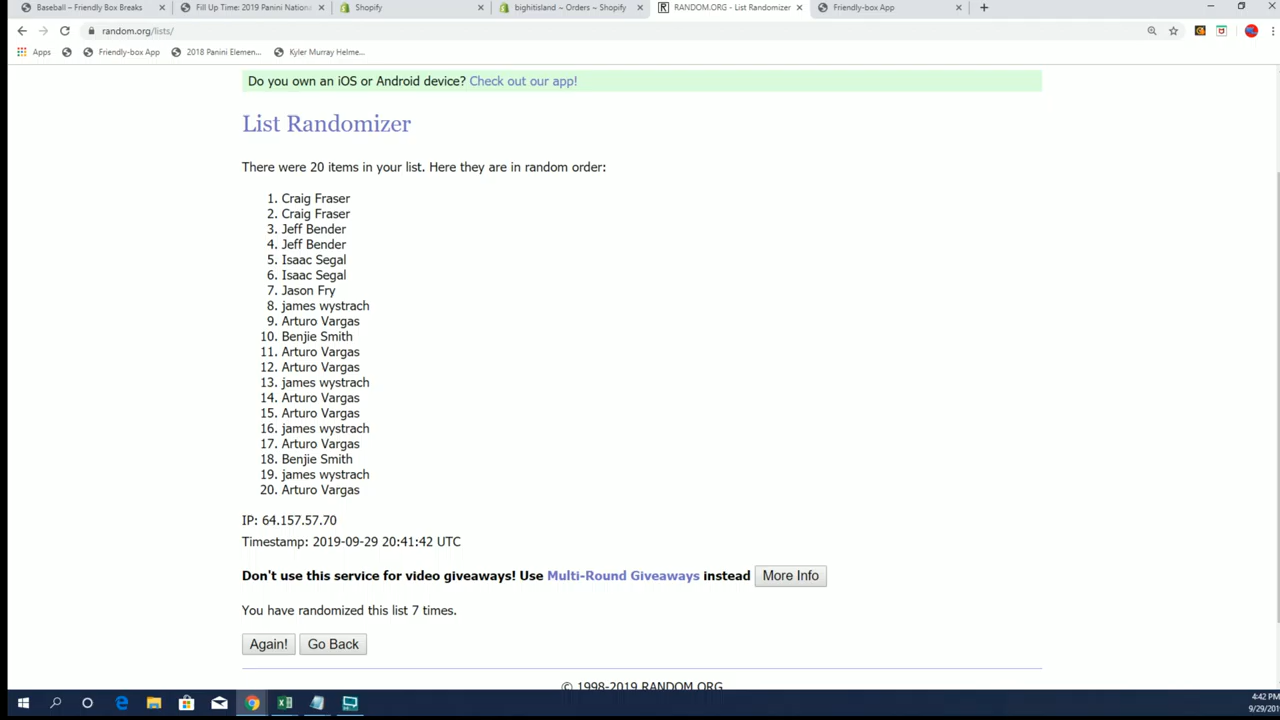 Baseball ~ Friendly Box Breaks
Fill Up Time: 2019 Panini National
Shopify
bighitisland ~ Orders ~ Shopify
RANDOM.ORG - List Randomizer
Friendly-box App
random.org/lists/
Apps
Friendly-box App
2018 Panini Elemen...
Kyler Murray Helme...
Do you own an iOS or Android device? Check out our app!
List Randomizer
There were 20 items in your list. Here they are in random order:
1. Craig Fraser
2. Craig Fraser
3. Jeff Bender
4. Jeff Bender
5. Isaac Segal
6. Isaac Segal
7. Jason Fry
8. james wystrach
9. Arturo Vargas
10. Benjie Smith
11. Arturo Vargas
12. Arturo Vargas
13. james wystrach
14. Arturo Vargas
15. Arturo Vargas
16. james wystrach
17. Arturo Vargas
18. Benjie Smith
19. james wystrach
20. Arturo Vargas
IP: 64.157.57.70
Timestamp: 2019-09-29 20:41:42 UTC
Don't use this service for video giveaways! Use Multi-Round Giveaways instead More Info
You have randomized this list 7 times.
Again! Go Back
© 1998-2019 RANDOM.ORG
4:42 PM
9/29/201